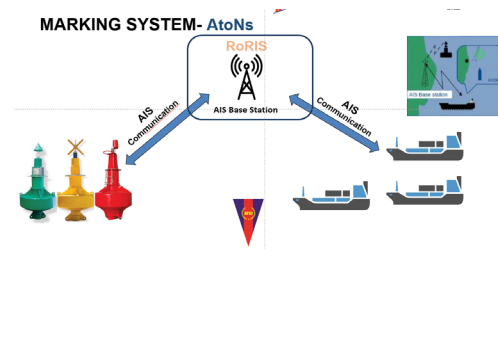 MARKING SYSTEM- AtoNs
RoRIS
AIS Base Station
AIS
Communication
AIS
Communication
AIS Base station